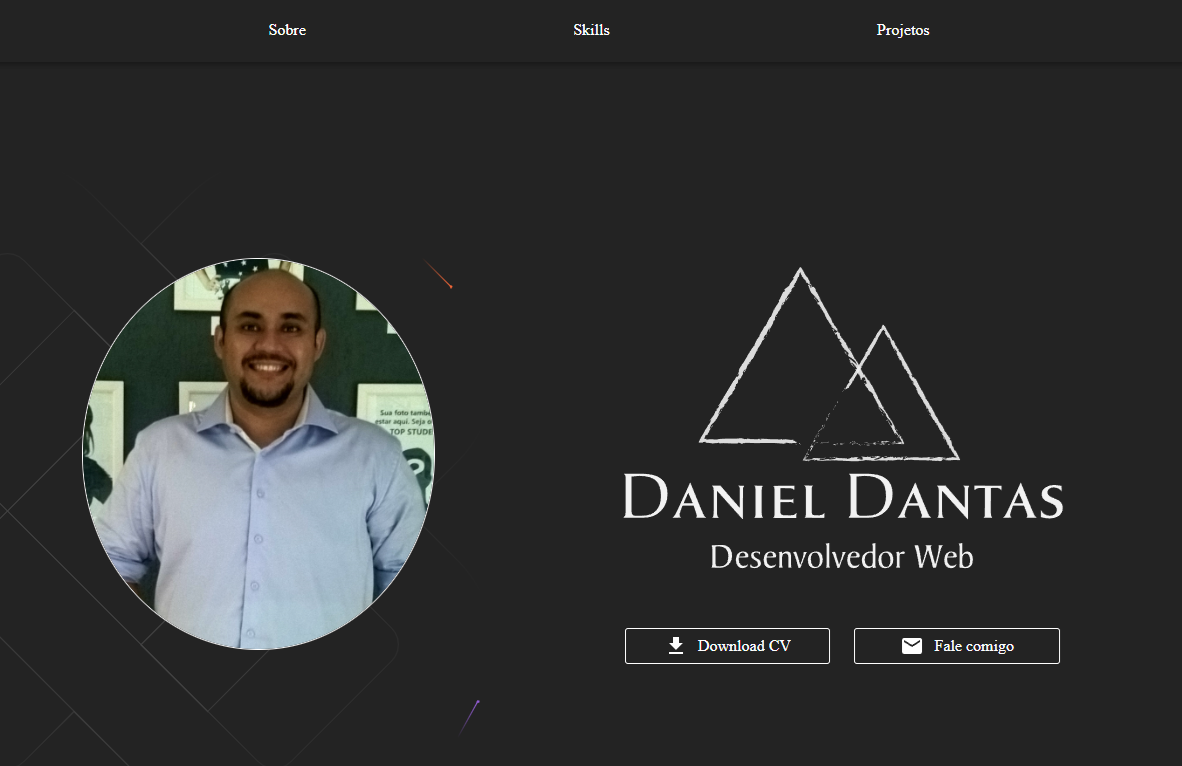 Sobre
Skills
Projetos
Sua foto també
estar aqui. Seja o
TOP STUDE
DANIEL DANTAS
Desenvolvedor Web
Download CV
Fale comigo